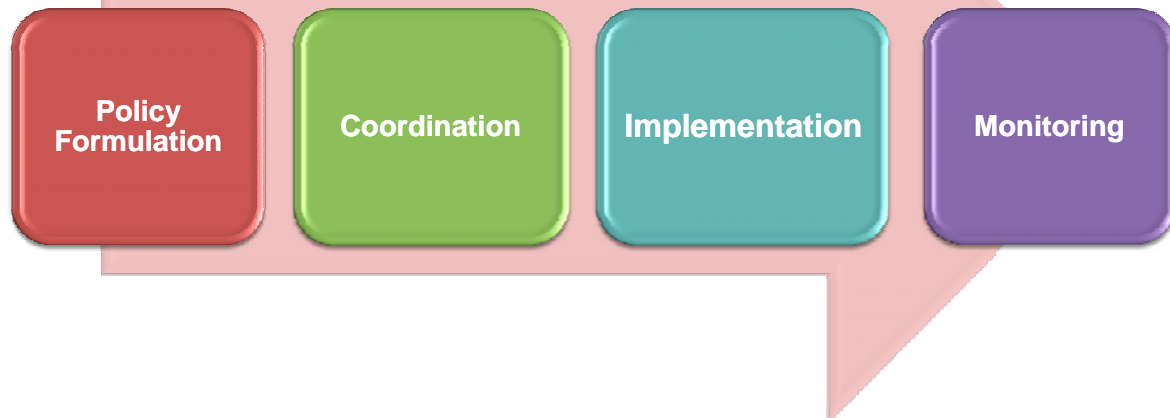 Policy
Formulation
Coordination
Implementation
Monitoring